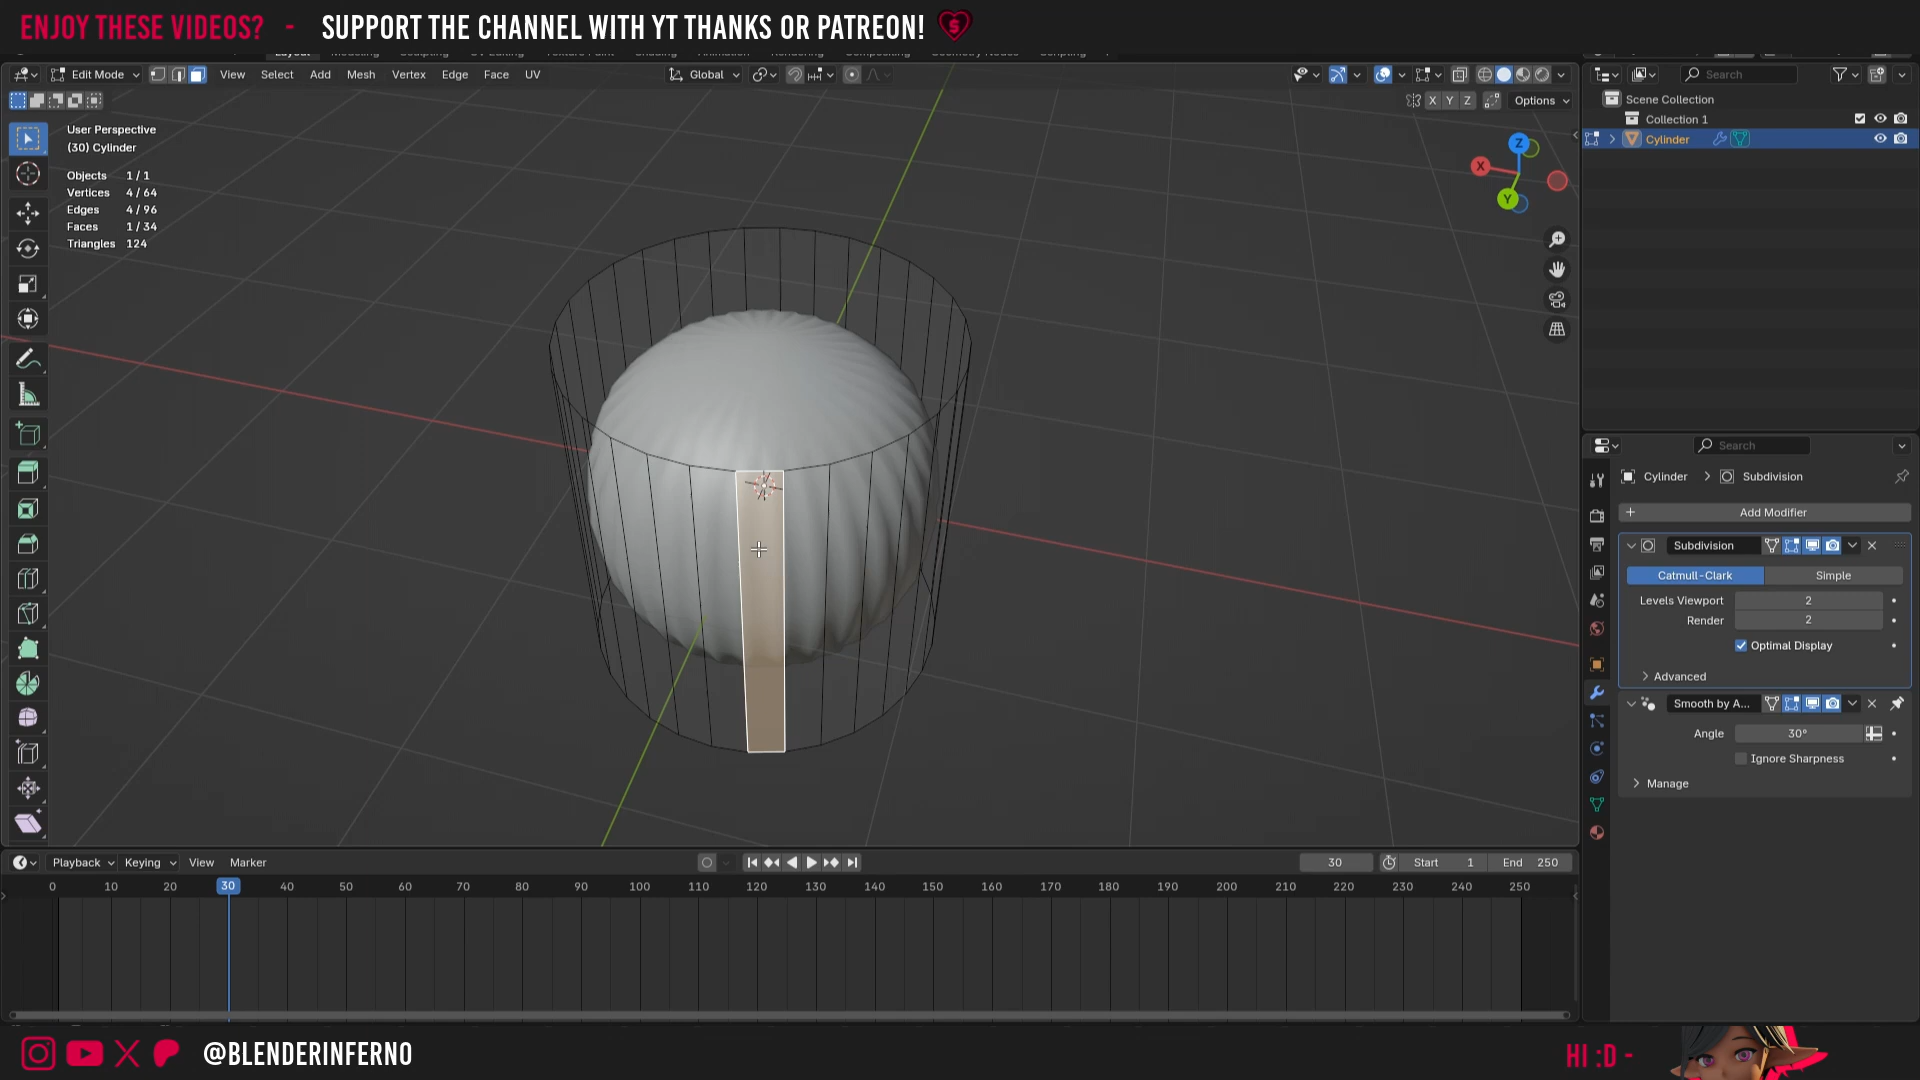 ENJOY THESE VIDEOS? - SUPPORT THE CHANNEL WITH YT THANKS OR PATREON!
Edit Mode View Select Add Mesh Vertex Edge Face UV Global
X Y Z Options
User Perspective
(30) Cylinder
Objects 1 / 1
Vertices 4 / 64
Edges 4 / 96
Faces 1 / 34
Triangles 124
Z
X
Y
Search
Scene Collection
Collection 1
Cylinder
Search
Cylinder > Subdivision
+ Add Modifier
Subdivision
Catmull-Clark Simple
Levels Viewport 2
Render 2
Optimal Display
Advanced
Smooth by A...
Angle 30°
Ignore Sharpness
Manage
Playback Keying View Marker 30 Start 1 End 250
0 10 20 30 40 50 60 70 80 90 100 110 120 130 140 150 160 170 180 190 200 210 220 230 240 250
@BLENDERINFERNO
HI :D -